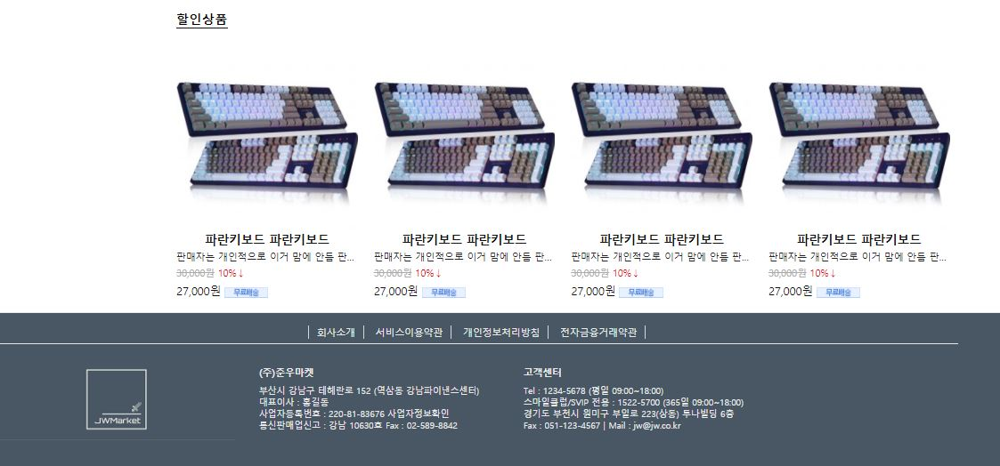 할인상품
파란키보드 파란키보드
판매자는 개인적으로 이거 맘에 안듬 판...
30,000원 10%↓
27,000원 무료배송
파란키보드 파란키보드
판매자는 개인적으로 이거 맘에 안듬 판...
30,000원 10%↓
27,000원 무료배송
파란키보드 파란키보드
판매자는 개인적으로 이거 맘에 안듬 판...
30,000원 10%↓
27,000원 무료배송
파란키보드 파란키보드
판매자는 개인적으로 이거 맘에 안듬 판...
30,000원 10%↓
27,000원 무료배송
회사소개 | 서비스이용약관 | 개인정보처리방침 | 전자금융거래약관
JWMarket
(주)준우마켓
부산시 강남구 테헤란로 152 (역삼동 강남파이낸스센터)
대표이사 : 홍길동
사업자등록번호 : 220-81-83676 사업자정보확인
통신판매업신고 : 강남 10630호 Fax : 02-589-8842
고객센터
Tel : 1234-5678 (평일 09:00~18:00)
스마일클럽/SVIP 전용 : 1522-5700 (365일 09:00~18:00)
경기도 부천시 원미구 부일로 223(상동) 투나빌딩 6층
Fax : 051-123-4567 | Mail : jw@jw.co.kr